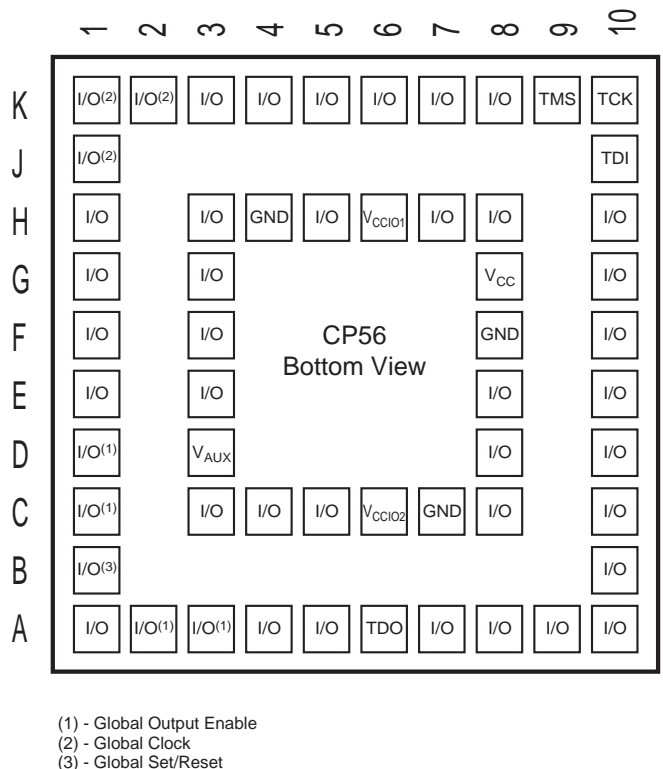 1 2 3 4 5 6 7 8 9 10
K I/O(2) I/O(2) I/O I/O I/O I/O I/O I/O TMS TCK
J I/O(2) TDI
H I/O I/O GND I/O VCCIO1 I/O I/O I/O
G I/O I/O VCC I/O
F I/O I/O CP56 GND I/O
Bottom View
E I/O I/O I/O I/O
D I/O(1) VAUX I/O I/O
C I/O(1) I/O I/O I/O VCCIO2 GND I/O I/O
B I/O(3) I/O
A I/O I/O(1) I/O(1) I/O I/O TDO I/O I/O I/O I/O
(1) - Global Output Enable
(2) - Global Clock
(3) - Global Set/Reset